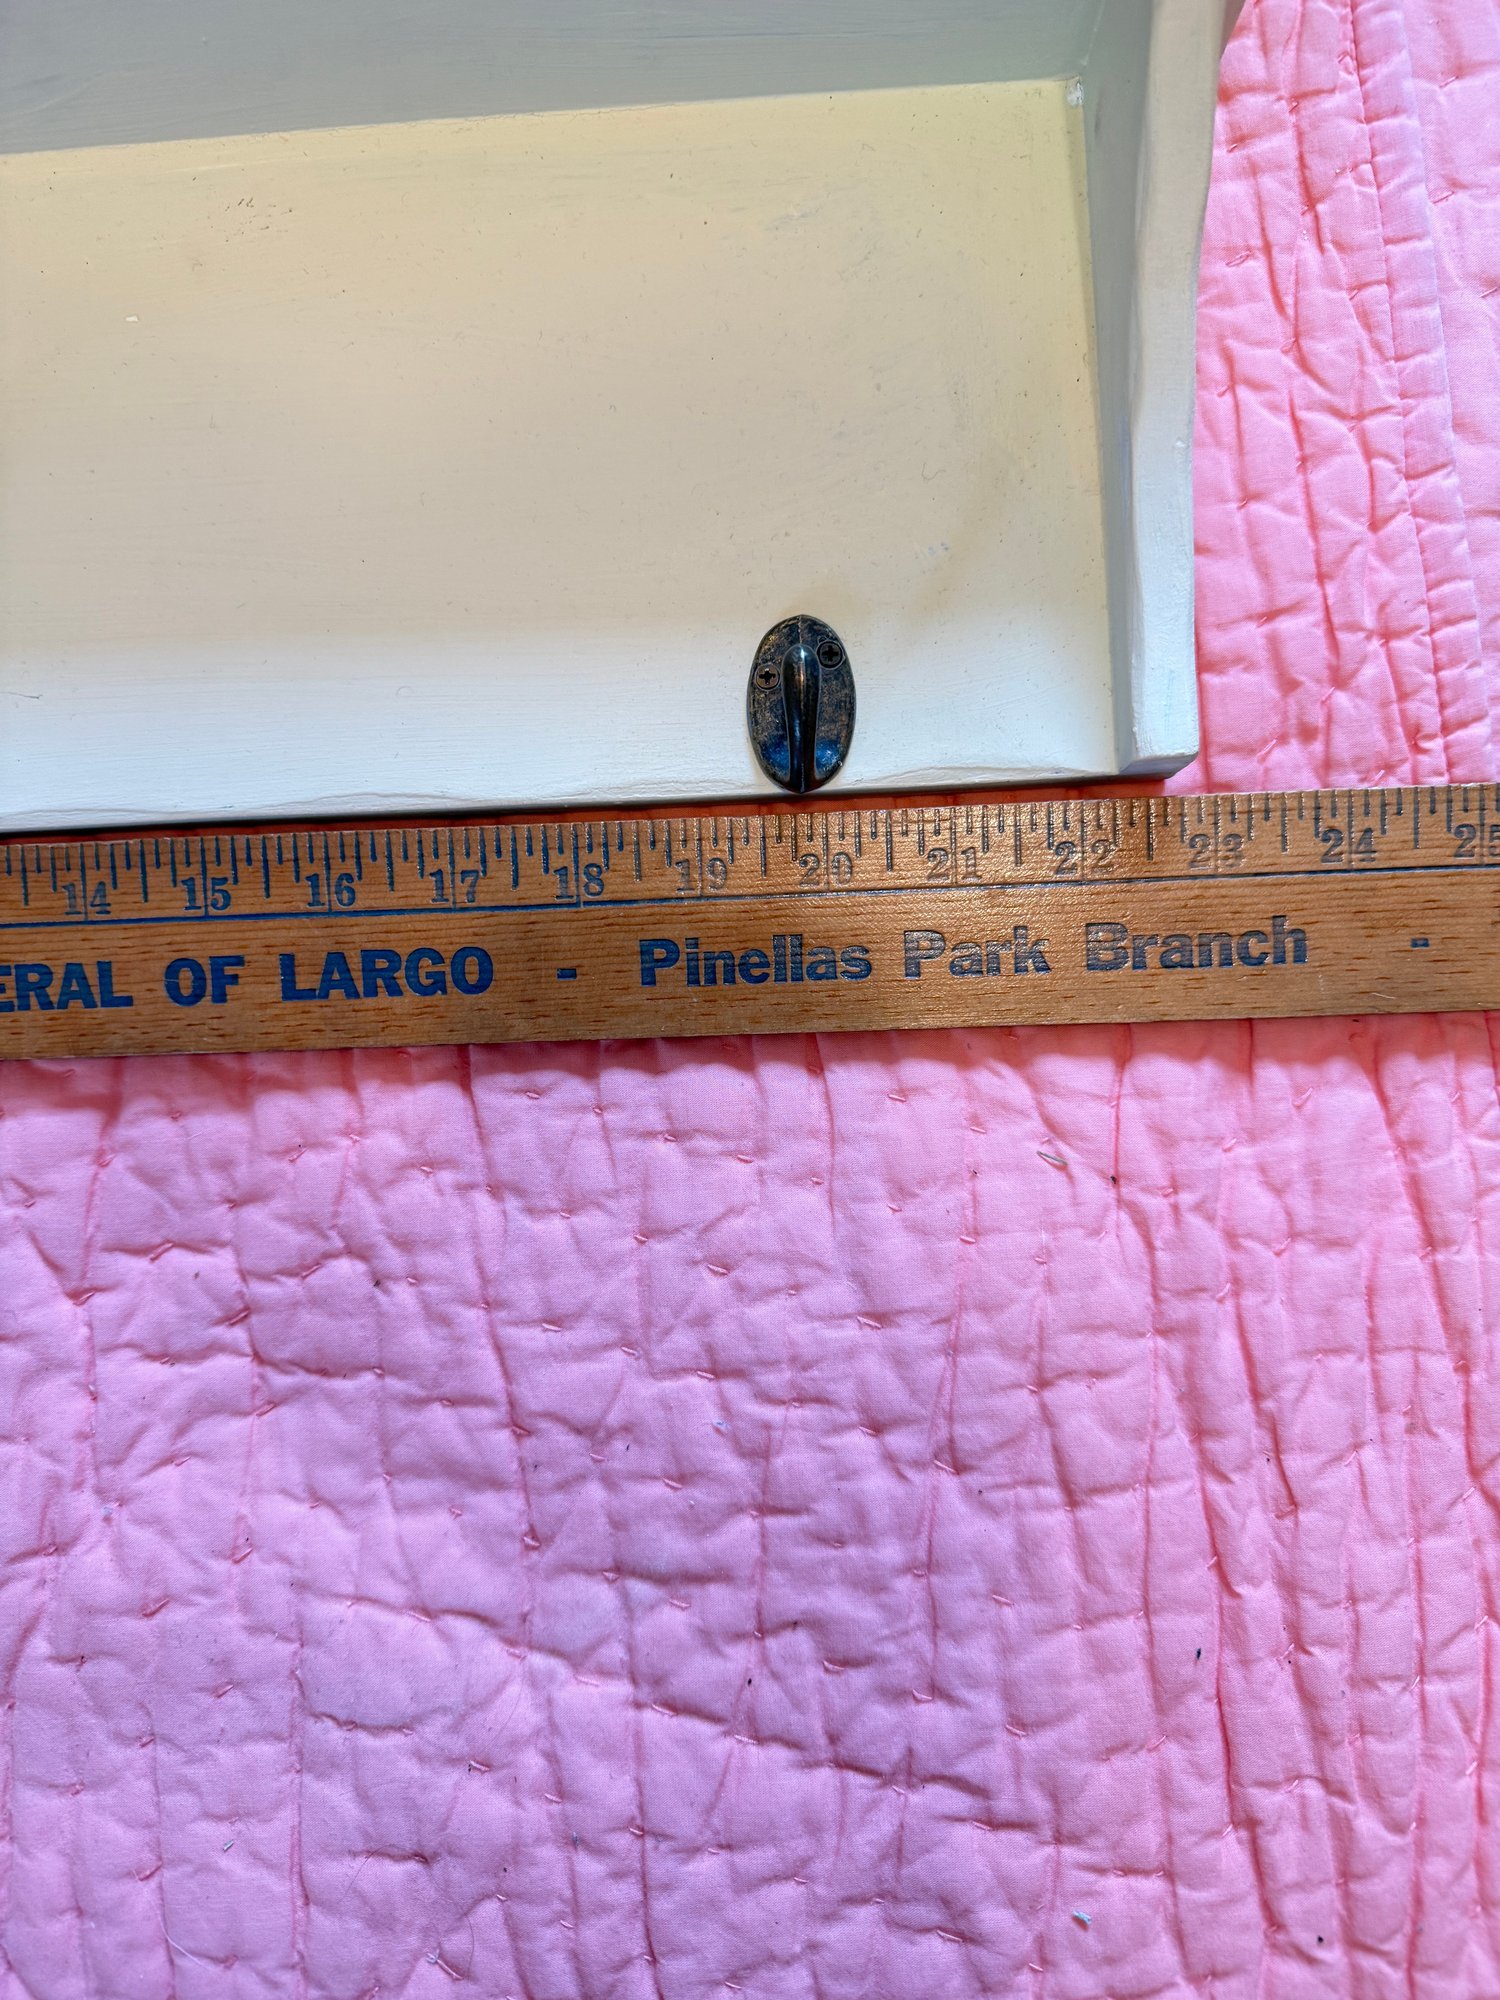 14 15 16 17 18 19 20 21 22 23 24 25
ERAL OF LARGO - Pinellas Park Branch -